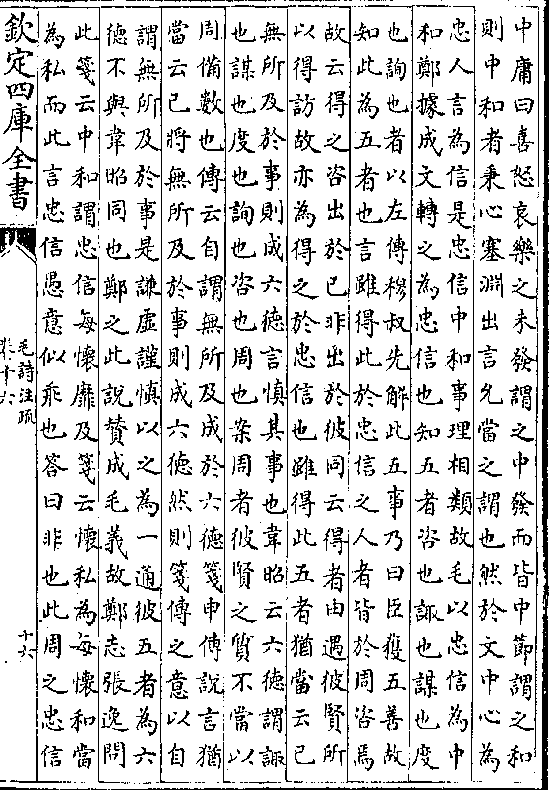 中庸曰喜怒哀樂之未發謂之中發而皆中節謂之和
則中和者秉心塞淵出言允當之謂也然於文中心為
忠人言為信是忠信中和事理相類故毛以忠信為中
和鄭據成文轉之為忠信也知五者咨也諏也謀也度
也詢也者以左傳穆叔先解此五事乃曰臣獲五善故
知此為五者也言雖得此於忠信之人者皆於周咨焉
故云得之咨出於已非出於彼同云得者由遇彼賢所
以得訪故亦為得之於忠信也雖得此五者猶當云已
無所及於事則成六德言慎其事也韋昭云六德謂諏
也謀也度也詢也咨也周也案周者彼賢之質不當以
周備數也傳云自謂無所及成於六德箋申傳說言猶
當云已將無所及於事則成六德然則箋傳之意以自
謂無所及於事是謙虛謹慎以之為一通彼五者為六
德不與韋昭同也鄭之此說贊成毛義故鄭志張逸問
此箋云中和謂忠信每懷靡及箋云懷私為每懷和當
為私而此言忠信愚意似乖也答曰非也此周之忠信
欽定四庫全書
毛詩注疏
卷十六
十六